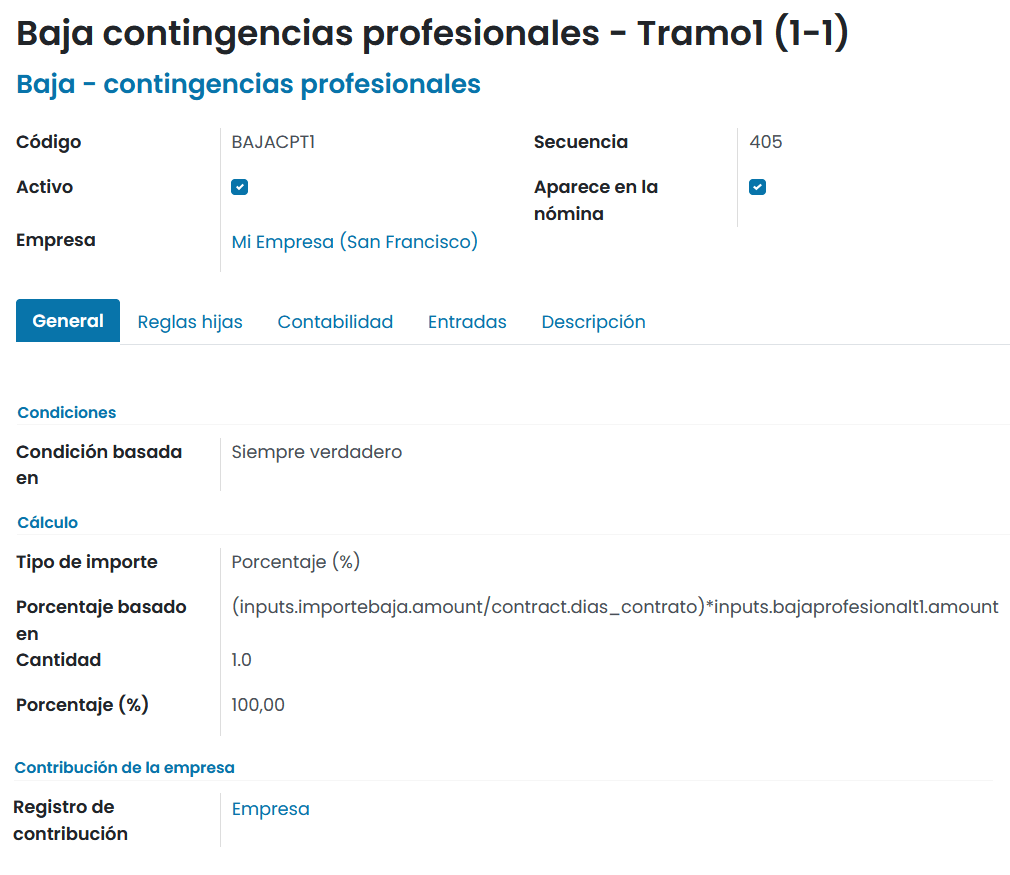 Baja contingencias profesionales - Tramo1 (1-1)
Baja - contingencias profesionales
Código BAJACPT1 Secuencia 405
Activo Aparece en la
nómina
Empresa Mi Empresa (San Francisco)
General Reglas hijas Contabilidad Entradas Descripción
Condiciones
Condición basada Siempre verdadero
en
Cálculo
Tipo de importe Porcentaje (%)
Porcentaje basado (inputs.importebaja.amount/contract.dias_contrato)*inputs.bajaprofesionalt1.amount
en
Cantidad 1.0
Porcentaje (%) 100,00
Contribución de la empresa
Registro de Empresa
contribución